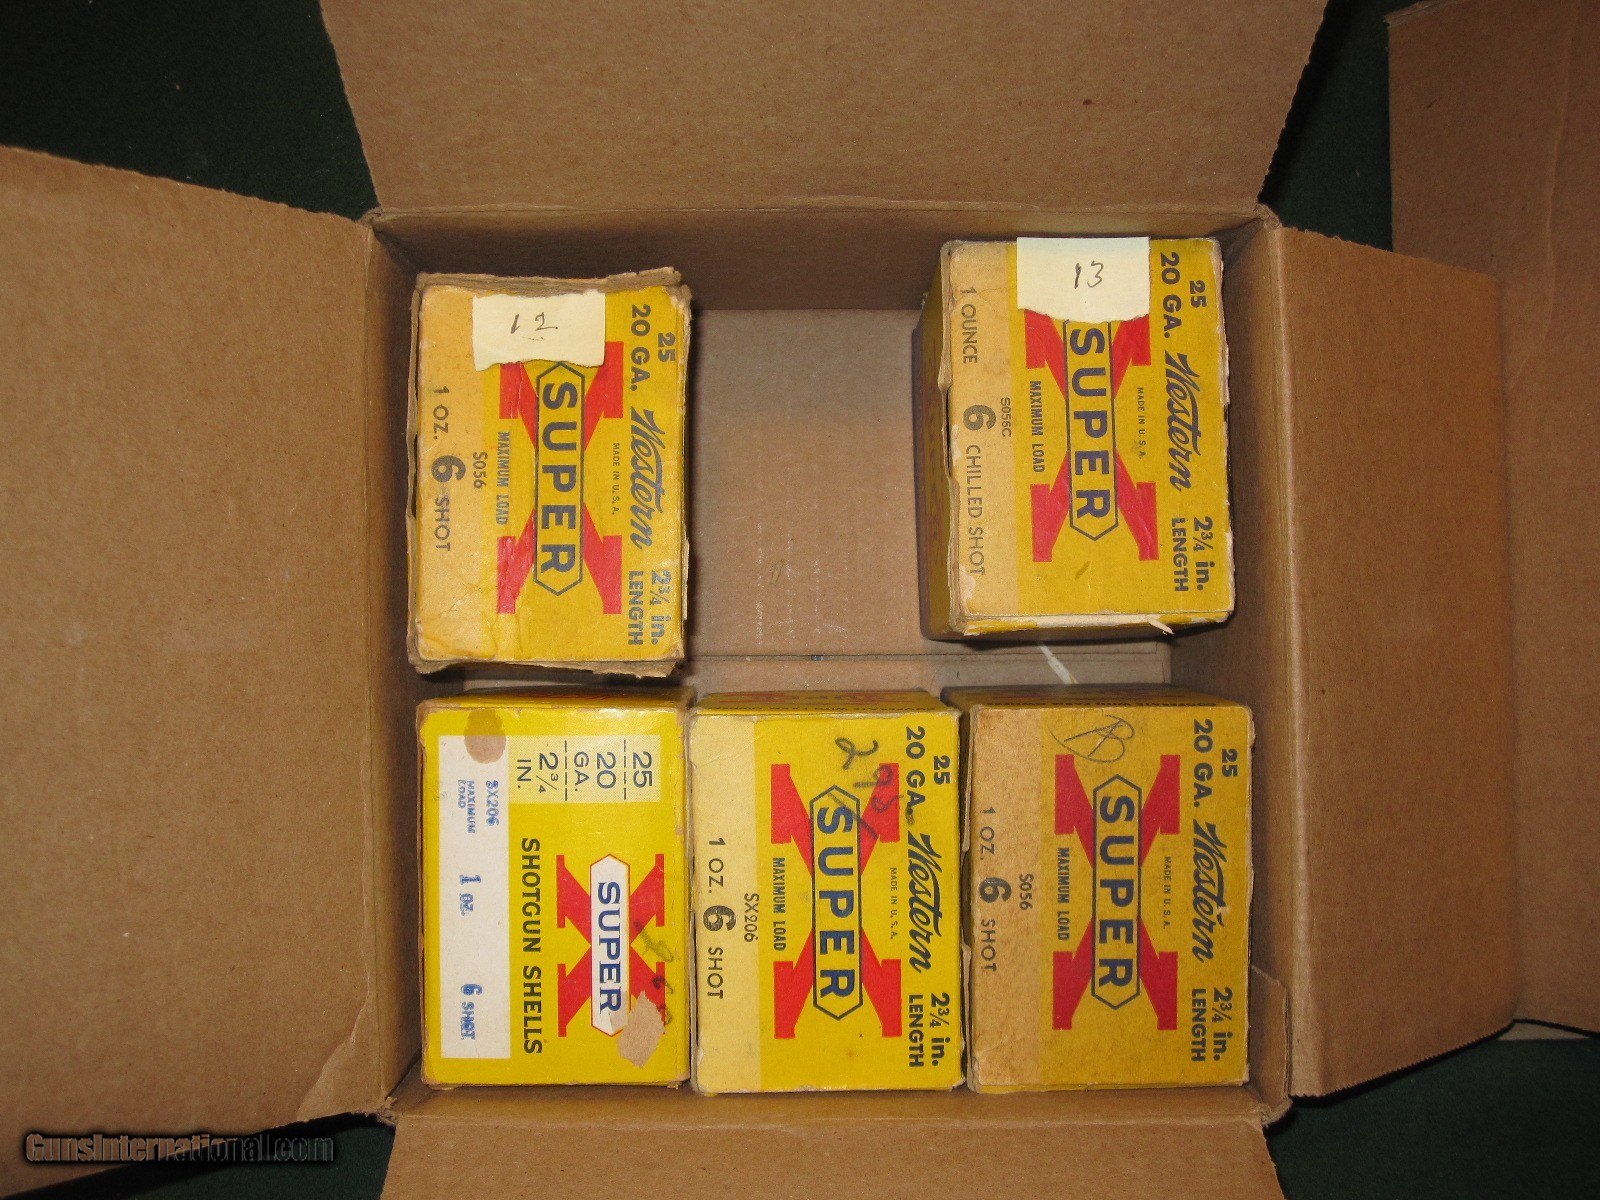 12
25
20 GA. Western 2¾ in.
LENGTH
MADE IN U.S.A.
SUPER X
MAXIMUM LOAD
S056
1 OZ. 6 SHOT
13
25
20 GA. Western 2¾ in.
LENGTH
MADE IN U.S.A.
SUPER X
MAXIMUM LOAD
S056C
1 OUNCE 6 CHILLED SHOT
25
20
GA.
2¾
IN.
SUPER X
SHOTGUN SHELLS
SX206
MAXIMUM
LOAD
1 OZ.
6 SHOT
25
20 GA. Western 2¾ in.
LENGTH
MADE IN U.S.A.
SUPER X
MAXIMUM LOAD
SX206
1 OZ. 6 SHOT
25
20 GA. Western 2¾ in.
LENGTH
MADE IN U.S.A.
SUPER X
MAXIMUM LOAD
S056
1 OZ. 6 SHOT
GunsInternational.com